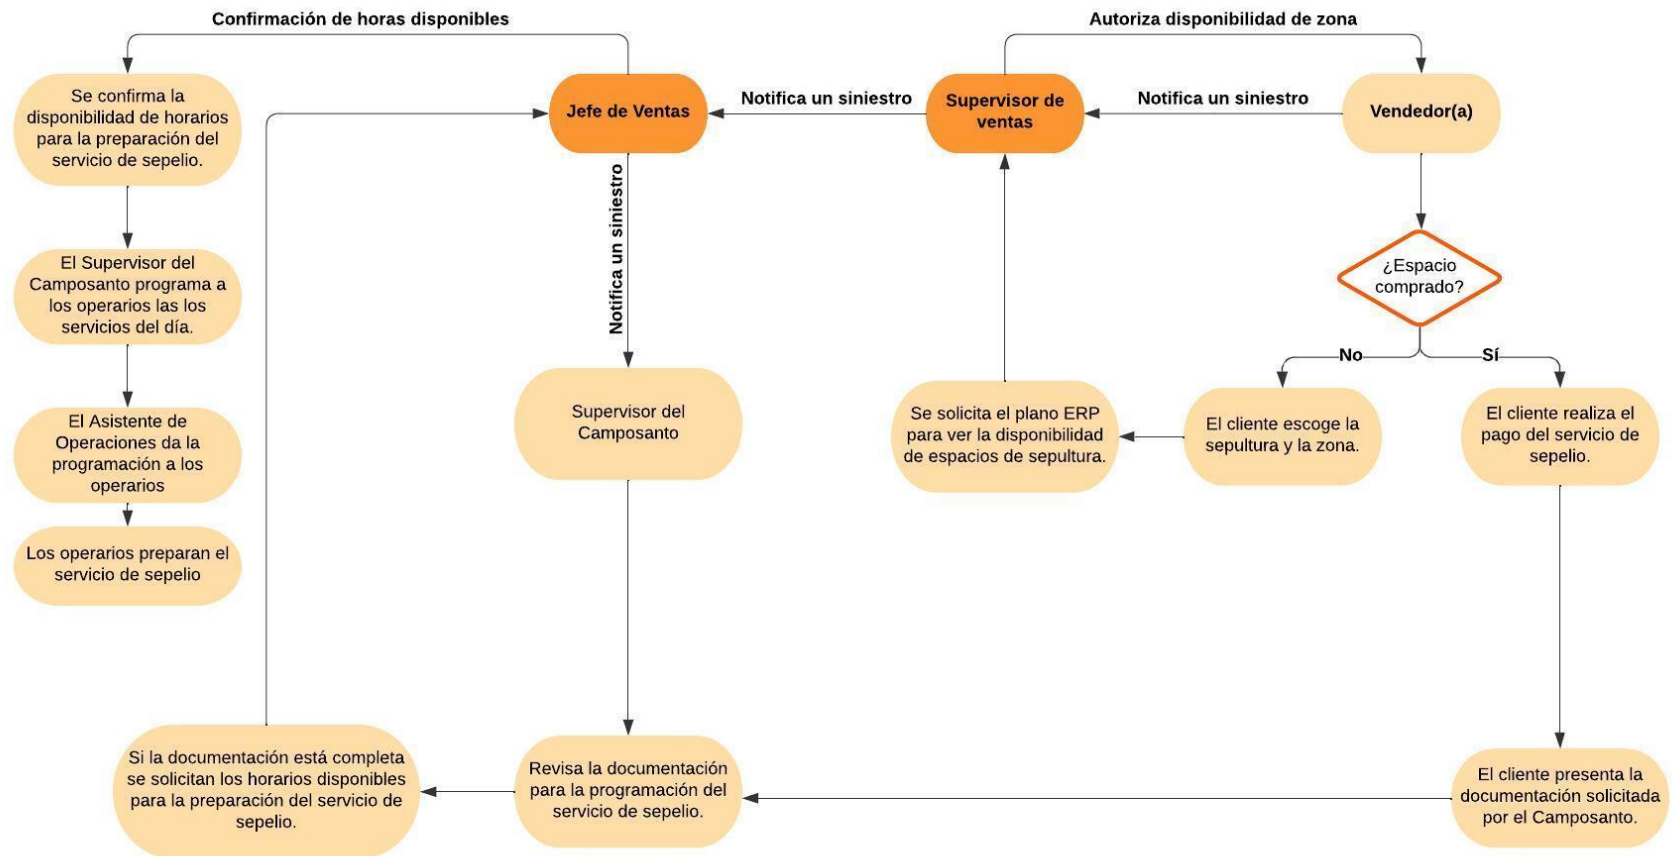 Confirmación de horas disponibles
Autoriza disponibilidad de zona
Se confirma la
disponibilidad de horarios
para la preparación del
servicio de sepelio.
Jefe de Ventas
Notifica un siniestro
Supervisor de
ventas
Notifica un siniestro
Vendedor(a)
Notifica un siniestro
El Supervisor del
Camposanto programa a
los operarios las los
servicios del día.
¿Espacio
comprado?
No
Sí
El Asistente de
Operaciones da la
programación a los
operarios
Supervisor del
Camposanto
Se solicita el plano ERP
para ver la disponibilidad
de espacios de sepultura.
El cliente escoge la
sepultura y la zona.
El cliente realiza el
pago del servicio de
sepelio.
Los operarios preparan el
servicio de sepelio
Si la documentación está completa
se solicitan los horarios disponibles
para la preparación del servicio de
sepelio.
Revisa la documentación
para la programación del
servicio de sepelio.
El cliente presenta la
documentación solicitada
por el Camposanto.